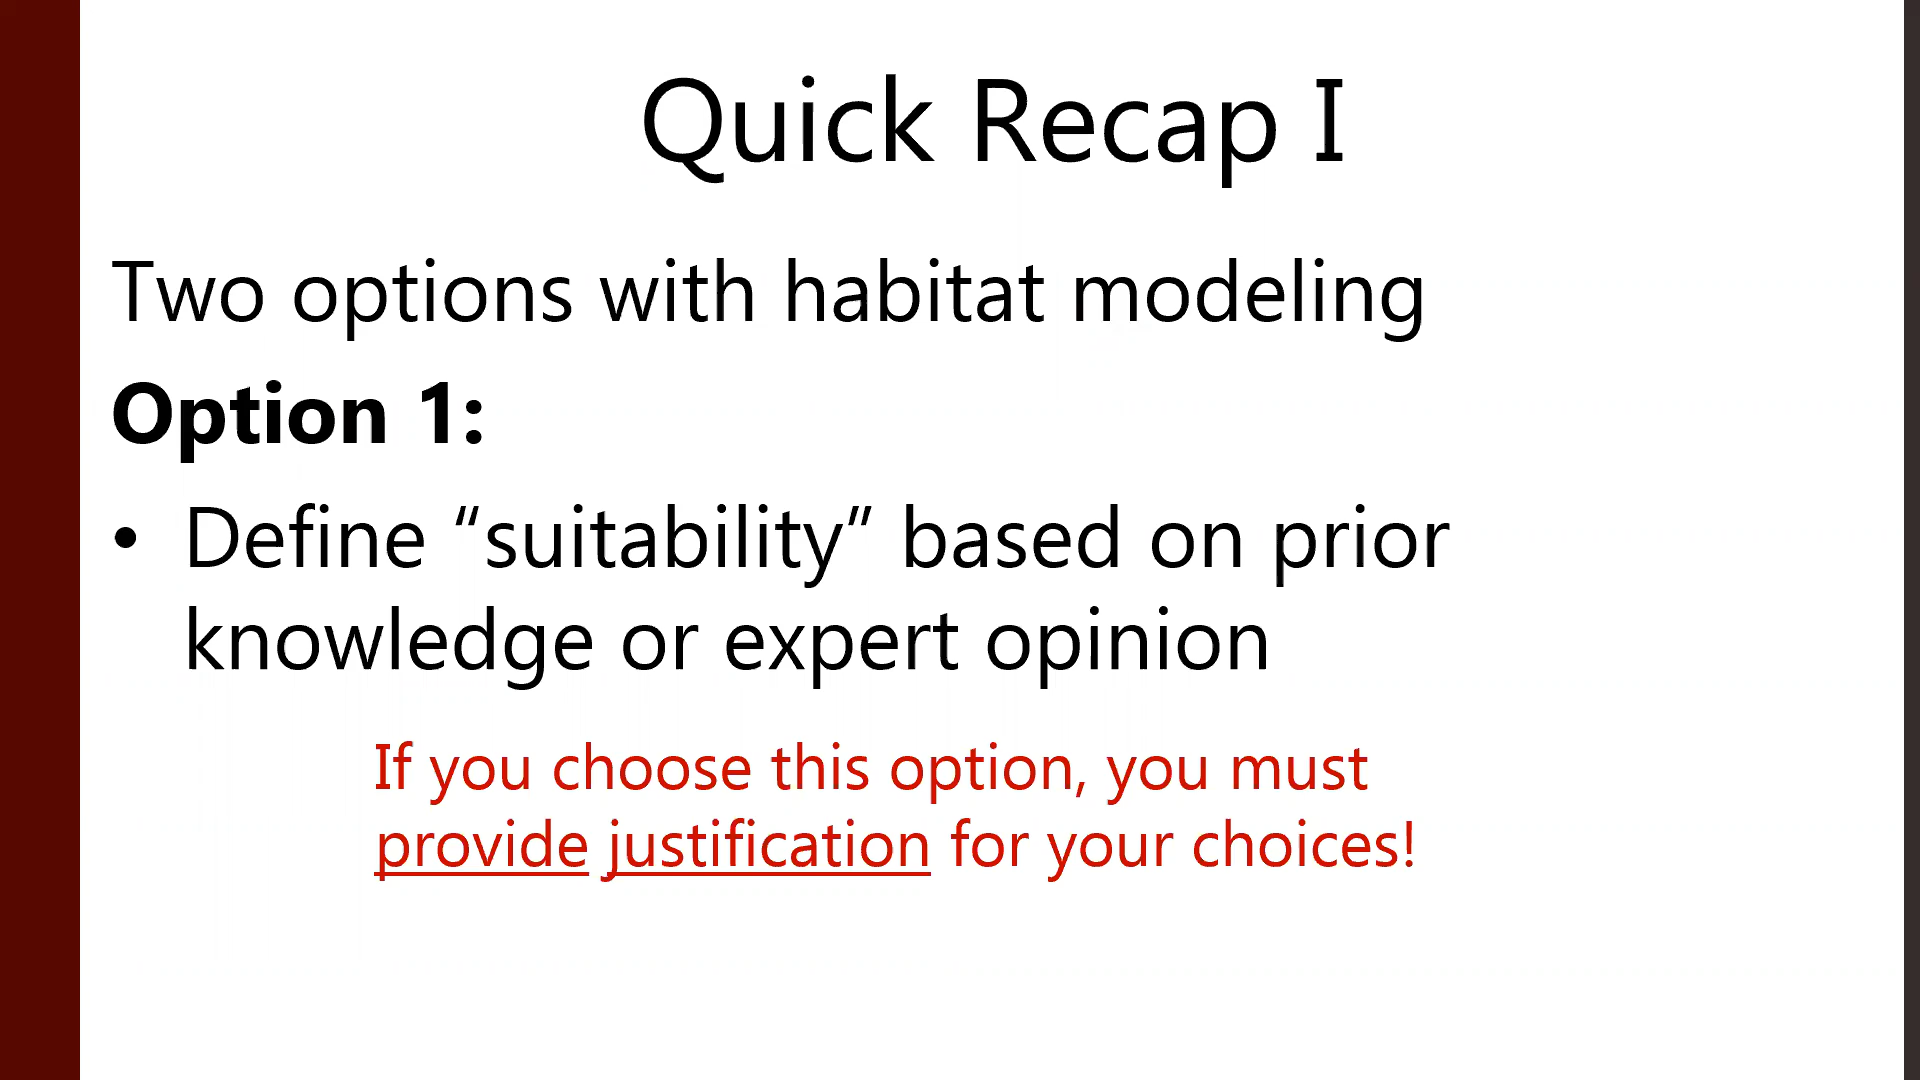 Quick Recap I
Two options with habitat modeling
Option 1:
• Define “suitability” based on prior
knowledge or expert opinion
If you choose this option, you must
provide justification for your choices!